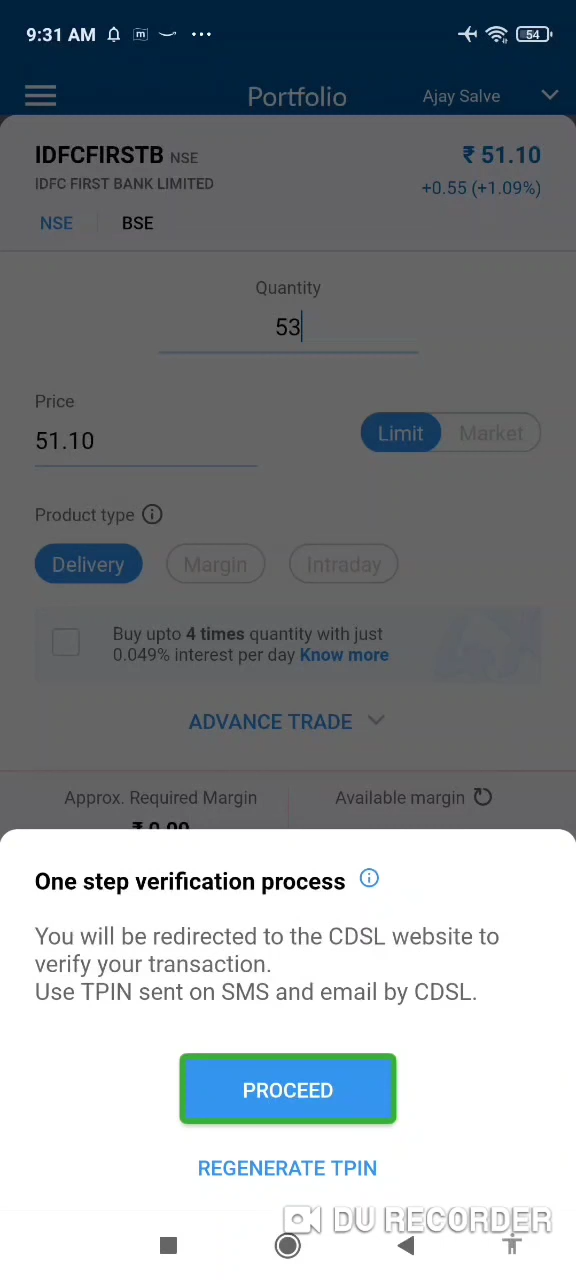 9:31 AM
54
Portfolio
Ajay Salve
IDFCFIRSTB NSE
₹ 51.10
IDFC FIRST BANK LIMITED
+0.55 (+1.09%)
NSE
BSE
Quantity
53
Price
51.10
Limit
Market
Product type
Delivery
Margin
Intraday
Buy upto 4 times quantity with just
0.049% interest per day Know more
ADVANCE TRADE
Approx. Required Margin
Available margin
₹ 0.00
One step verification process
You will be redirected to the CDSL website to
verify your transaction.
Use TPIN sent on SMS and email by CDSL.
PROCEED
REGENERATE TPIN
DU RECORDER